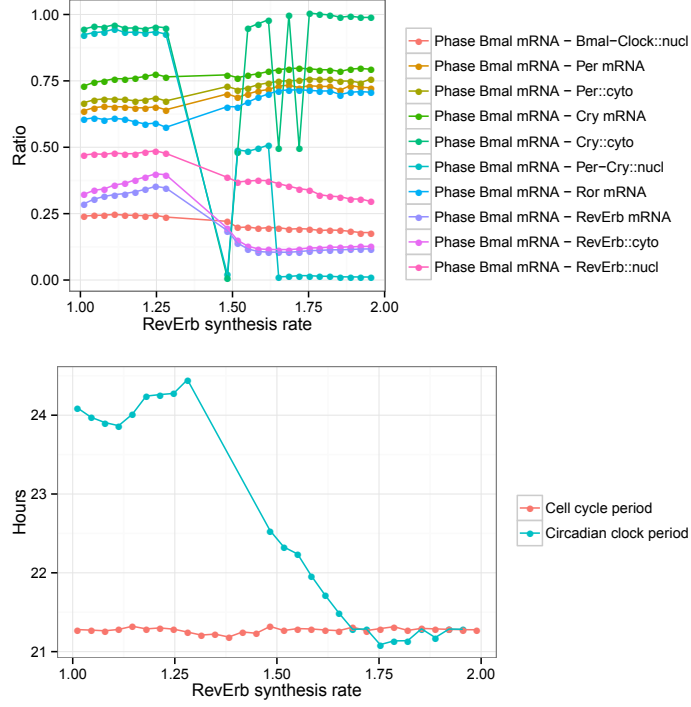 1.00
0.75
0.50
0.25
0.00
Ratio
1.00
1.25
1.50
1.75
2.00
RevErb synthesis rate
Phase Bmal mRNA − Bmal−Clock::nucl
Phase Bmal mRNA − Per mRNA
Phase Bmal mRNA − Per::cyto
Phase Bmal mRNA − Cry mRNA
Phase Bmal mRNA − Cry::cyto
Phase Bmal mRNA − Per−Cry::nucl
Phase Bmal mRNA − Ror mRNA
Phase Bmal mRNA − RevErb mRNA
Phase Bmal mRNA − RevErb::cyto
Phase Bmal mRNA − RevErb::nucl
24
23
22
21
Hours
1.00
1.25
1.50
1.75
2.00
RevErb synthesis rate
Cell cycle period
Circadian clock period